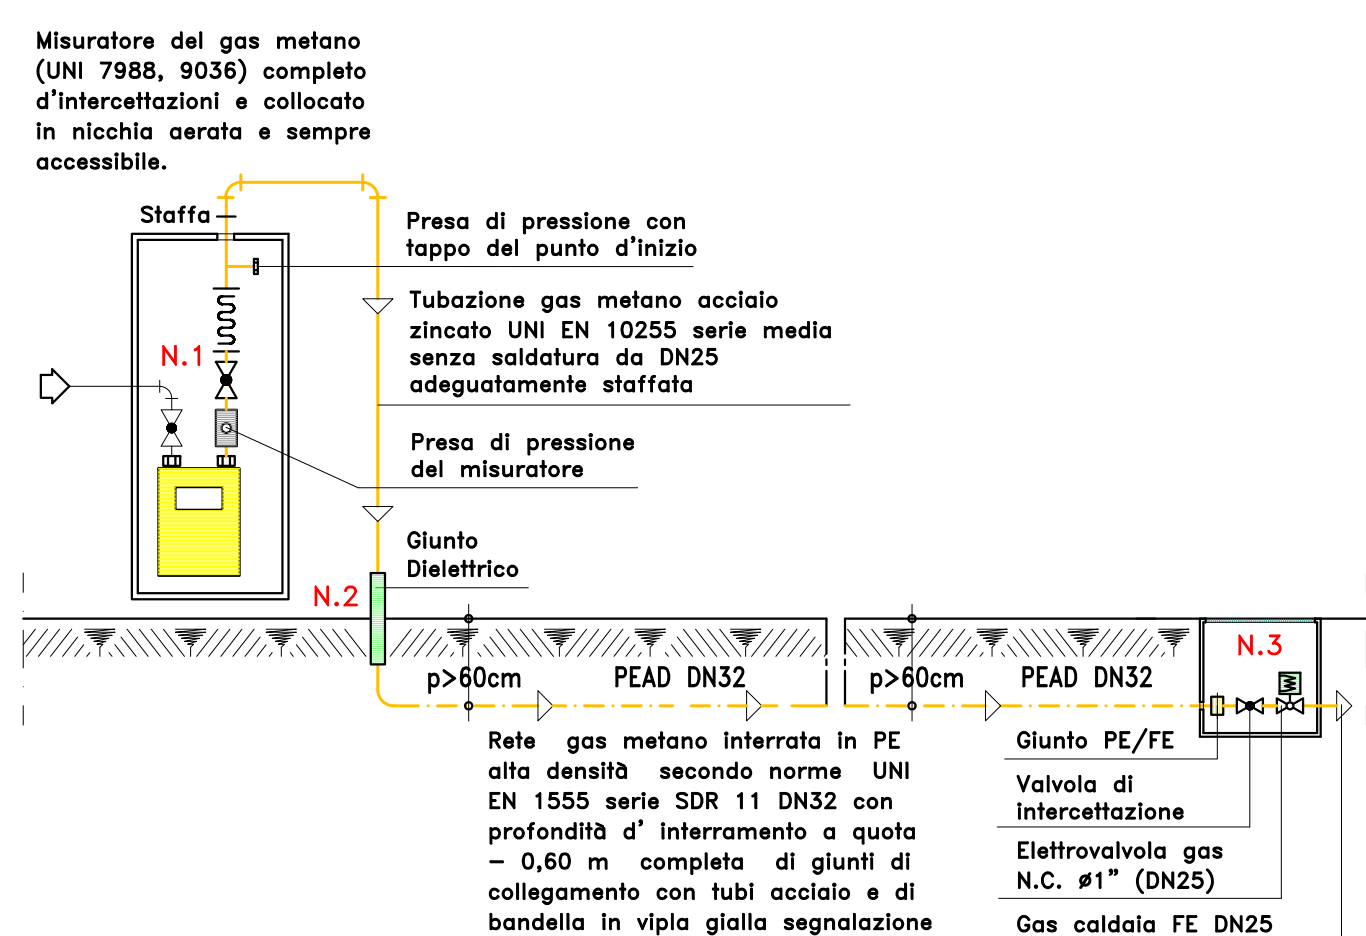 Misuratore del gas metano
(UNI 7988, 9036) completo
d'intercettazioni e collocato
in nicchia aerata e sempre
accessibile.
Staffa
Presa di pressione con
tappo del punto d'inizio
Tubazione gas metano acciaio
zincato UNI EN 10255 serie media
senza saldatura da DN25
adeguatamente staffata
N.1
Presa di pressione
del misuratore
Giunto
Dielettrico
N.2
N.3
p>60cm
PEAD DN32
p>60cm
PEAD DN32
Rete gas metano interrata in PE
alta densità secondo norme UNI
EN 1555 serie SDR 11 DN32 con
profondità d' interramento a quota
– 0,60 m completa di giunti di
collegamento con tubi acciaio e di
bandella in vipla gialla segnalazione
Giunto PE/FE
Valvola di
intercettazione
Elettrovalvola gas
N.C. ø1" (DN25)
Gas caldaia FE DN25